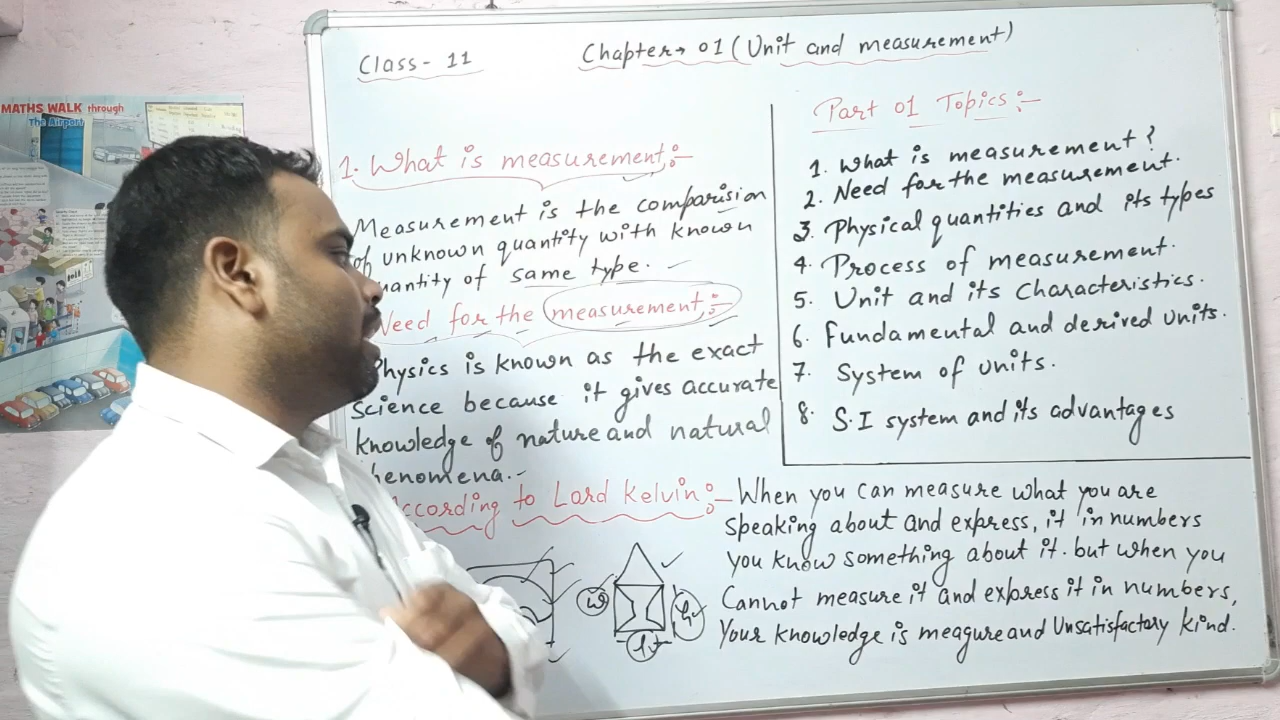 MATHS WALK through
The Airport
Class- 11
Chapter→ 01 (Unit and measurement)
1. What is measurement:-
Measurement is the comparision
of unknown quantity with known
uantity of same type.
Need for the measurement:-
Physics is known as the exact
science because it gives accurate
knowledge of nature and natural
henomena.-
ccording to Lord Kelvin:- When you can measure what you are
speaking about and express, it in numbers
you know something about it. but when you
Cannot measure it and express it in numbers,
Your knowledge is meagure and Unsatisfactory kind.
Part 01 Topics:-
1. What is measurement?
2. Need for the measurement.
3. Physical quantities and its types
4. Process of measurement.
5. Unit and its Characteristics.
6. Fundamental and derived units.
7. System of units.
8. S.I system and its advantages
w